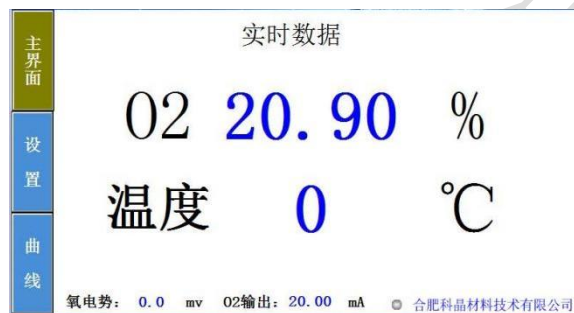 主界面
设置
曲线
实时数据
O2 20.90 %
温度 0 ℃
氧电势： 0.0 mv O2输出：20.00 mA 合肥科晶材料技术有限公司